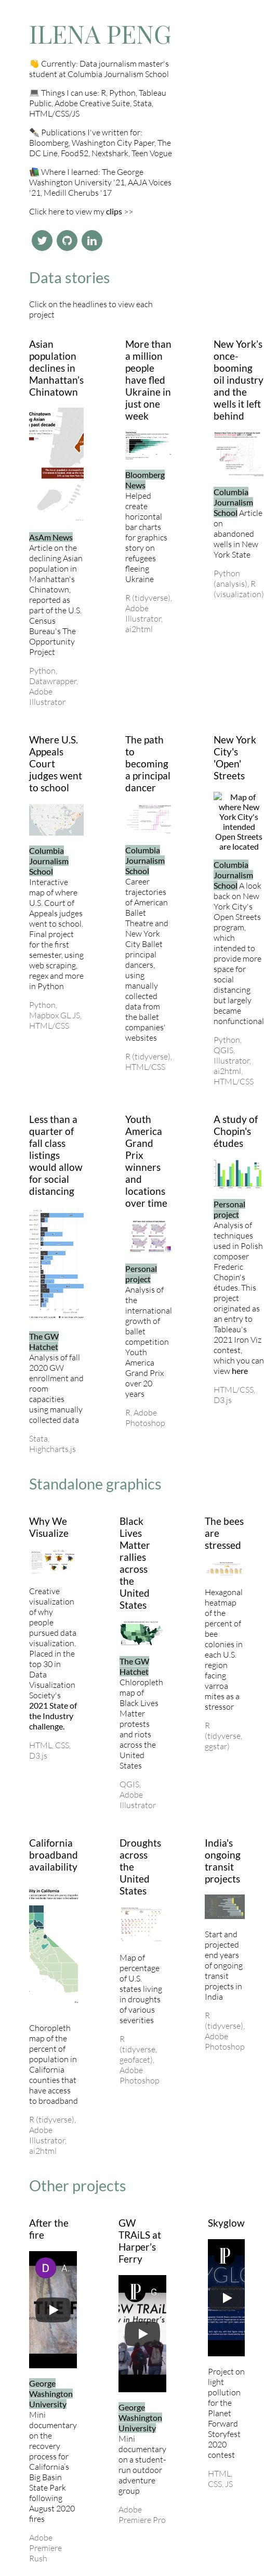 ILENA PENG
👋 Currently: Data journalism master's
student at Columbia Journalism School
💻 Things I can use: R, Python, Tableau
Public, Adobe Creative Suite, Stata,
HTML/CSS/JS
✒️ Publications I've written for:
Bloomberg, Washington City Paper, The
DC Line, Food52, Nextshark, Teen Vogue
📚 Where I learned: The George
Washington University '21, AAJA Voices
'21, Medill Cherubs '17
Click here to view my clips >>
Data stories
Click on the headlines to view each
project
Asian
population
declines in
Manhattan's
Chinatown
Chinatown
past decade
AsAm News
Article on the
declining Asian
population in
Manhattan's
Chinatown,
reported as
part of the U.S.
Census
Bureau's The
Opportunity
Project
Python,
Datawrapper,
Adobe
Illustrator
More than
a million
people
have fled
Ukraine in
just one
week
Bloomberg
News
Helped
create
horizontal
bar charts
for graphics
story on
refugees
fleeing
Ukraine
R (tidyverse),
Adobe
Illustrator,
ai2html
New York's
once-
booming
oil industry
and the
wells it left
behind
Columbia
Journalism
School Article
on
abandoned
wells in New
York State
Python
(analysis), R
(visualization)
Where U.S.
Appeals
Court
judges went
to school
Columbia
Journalism
School
Interactive
map of where
U.S. Court of
Appeals judges
went to school.
Final project
for the first
semester, using
web scraping,
regex and more
in Python
Python,
Mapbox GL JS,
HTML/CSS
The path
to
becoming
a principal
dancer
Columbia
Journalism
School
Career
trajectories
of American
Ballet
Theatre and
New York
City Ballet
principal
dancers,
using
manually
collected
data from
the ballet
companies'
websites
R (tidyverse),
HTML/CSS
New York
City's
'Open'
Streets
Map of
where New
York City's
intended
Open
Streets
are located
Columbia
Journalism
School A look
back on New
York City's
Open Streets
program,
which
intended to
provide more
space for
social
distancing
but largely
became
nonfunctional
Python,
QGIS,
Illustrator,
ai2html,
HTML/CSS
Less than a
quarter of
fall class
listings
would allow
for social
distancing
The GW
Hatchet
Analysis of fall
2020 GW
enrollment and
room
capacities
using manually
collected data
Stata,
Highcharts.js
Youth
America
Grand
Prix
winners
and
locations
over time
Personal
project
Analysis of
the
international
growth of
ballet
competition
Youth
America
Grand Prix
over 20
years
R, Adobe
Photoshop
A study of
Chopin's
études
Personal
project
Analysis of
techniques
used in Polish
composer
Frederic
Chopin's
études. This
project
originated as
an entry to
Tableau's
2021 Iron Viz
contest,
which you can
view here
HTML/CSS,
D3.js
Standalone graphics
Why We
Visualize
Creative
visualization
of why
people
pursued data
visualization.
Placed in the
top 30 in
Data
Visualization
Society's
2021 State of
the Industry
challenge.
HTML, CSS,
D3.js
Black
Lives
Matter
rallies
across
the
United
States
The GW
Hatchet
Chloropleth
map of
Black Lives
Matter
protests
and riots
across the
United
States
QGIS,
Adobe
Illustrator
The bees
are
stressed
Hexagonal
heatmap
of the
percent of
bee
colonies in
each U.S.
region
facing
varroa
mites as a
stressor
R
(tidyverse,
ggstar)
California
broadband
availability
lity in California
Choropleth
map of the
percent of
population in
California
counties that
have access
to broadband
R (tidyverse),
Adobe
Illustrator,
ai2html
Droughts
across
the
United
States
Map of
percentage
of U.S.
states living
in droughts
of various
severities
R
(tidyverse,
geofacet),
Adobe
Photoshop
India's
ongoing
transit
projects
Start and
projected
end years
of ongoing
transit
projects in
India
R
(tidyverse),
Adobe
Photoshop
Other projects
After the
fire
D A
THE F
George
Washington
University
Mini
documentary
on the
recovery
process for
California's
Big Basin
State Park
following
August 2020
fires
Adobe
Premiere
Rush
GW
TRAiLS at
Harper's
Ferry
G
GW TRAiL
in Harper's
George
Washington
University
Mini
documentary
on a student-
run outdoor
adventure
group
Adobe
Premiere Pro
Skyglow
Project on
light
pollution
for the
Planet
Forward
Storyfest
2020
contest
HTML,
CSS, JS